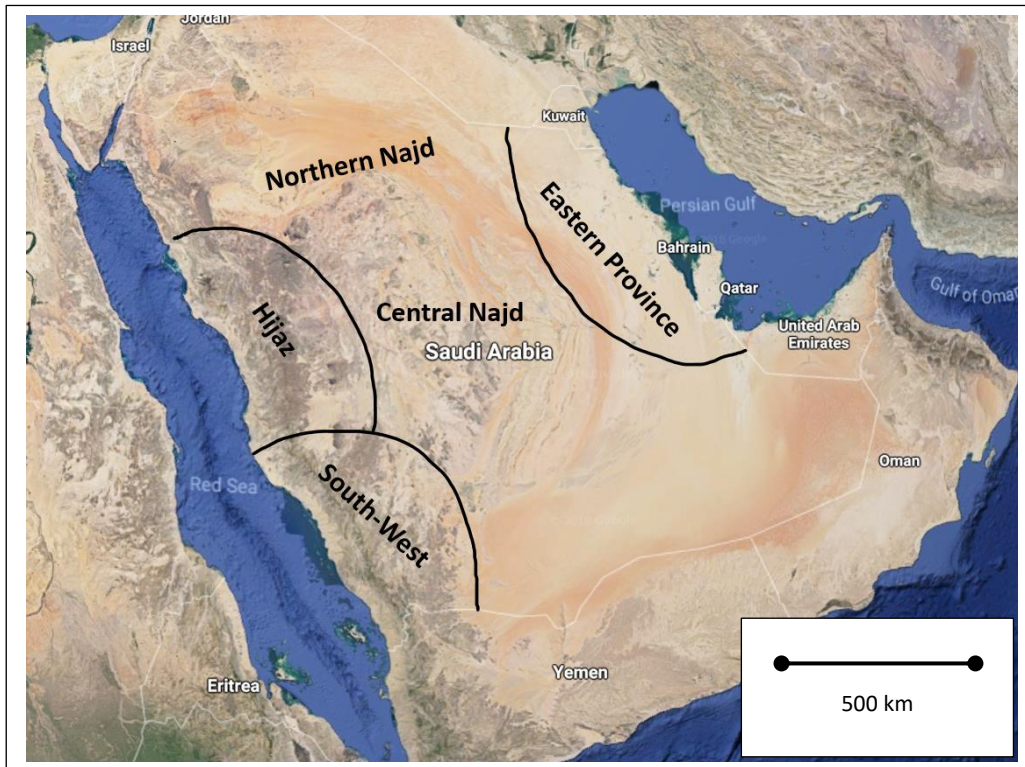 Jordan
Israel
Kuwait
Northern Najd
Eastern Province
Persian Gulf
Bahrain
Qatar
Gulf of Oman
Hijaz
Central Najd
Saudi Arabia
United Arab
Emirates
South-West
Oman
Red Sea
Yemen
Eritrea
500 km